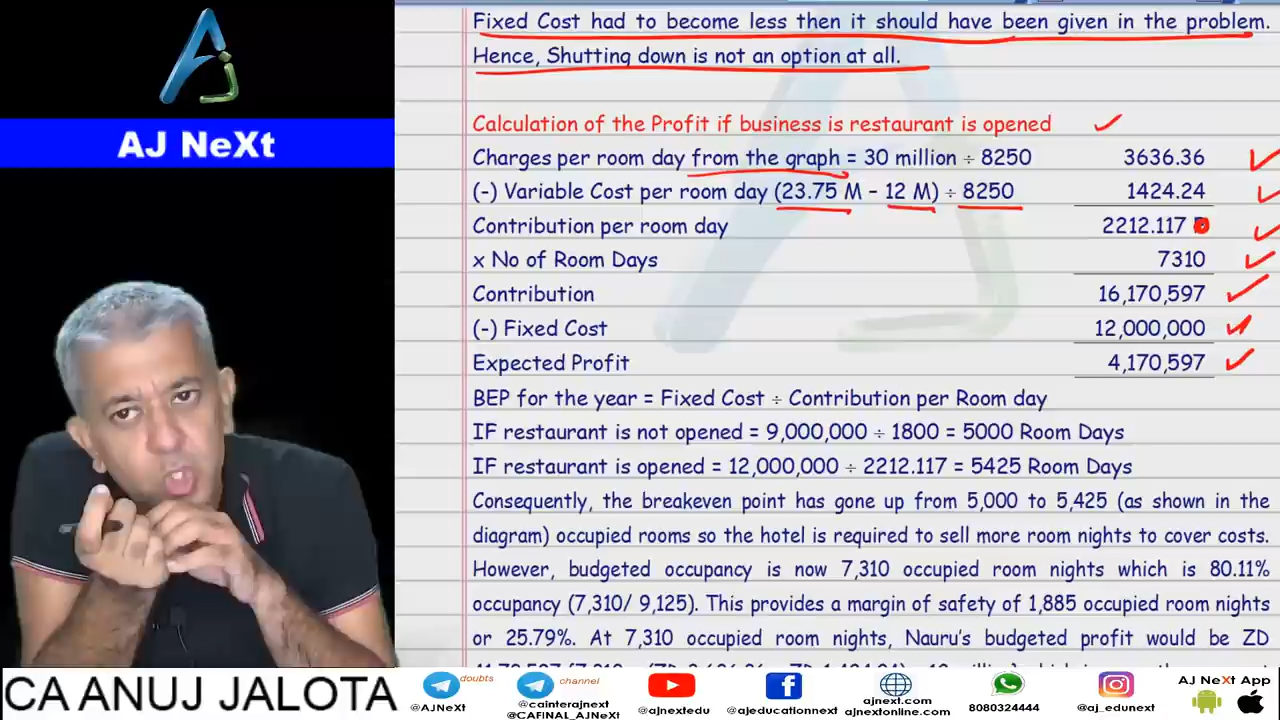 Fixed Cost had to become less then it should have been given in the problem.
Hence, Shutting down is not an option at all.
Calculation of the Profit if business is restaurant is opened
Charges per room day from the graph = 30 million ÷ 8250 3636.36
(-) Variable Cost per room day (23.75 M – 12 M) ÷ 8250 1424.24
Contribution per room day 2212.117
x No of Room Days 7310
Contribution 16,170,597
(-) Fixed Cost 12,000,000
Expected Profit 4,170,597
BEP for the year = Fixed Cost ÷ Contribution per Room day
IF restaurant is not opened = 9,000,000 ÷ 1800 = 5000 Room Days
IF restaurant is opened = 12,000,000 ÷ 2212.117 = 5425 Room Days
Consequently, the breakeven point has gone up from 5,000 to 5,425 (as shown in the
diagram) occupied rooms so the hotel is required to sell more room nights to cover costs.
However, budgeted occupancy is now 7,310 occupied room nights which is 80.11%
occupancy (7,310/ 9,125). This provides a margin of safety of 1,885 occupied room nights
or 25.79%. At 7,310 occupied room nights, Nauru's budgeted profit would be ZD
AJ NeXt
CA ANUJ JALOTA
doubts
@AJNeXt
channel
@cainterajnext
@CAFINAL_AJNeXt
@ajnextedu
@ajeducationnext
ajnext.com
ajnextonline.com
8080324444
@aj_edunext
AJ NeXt App